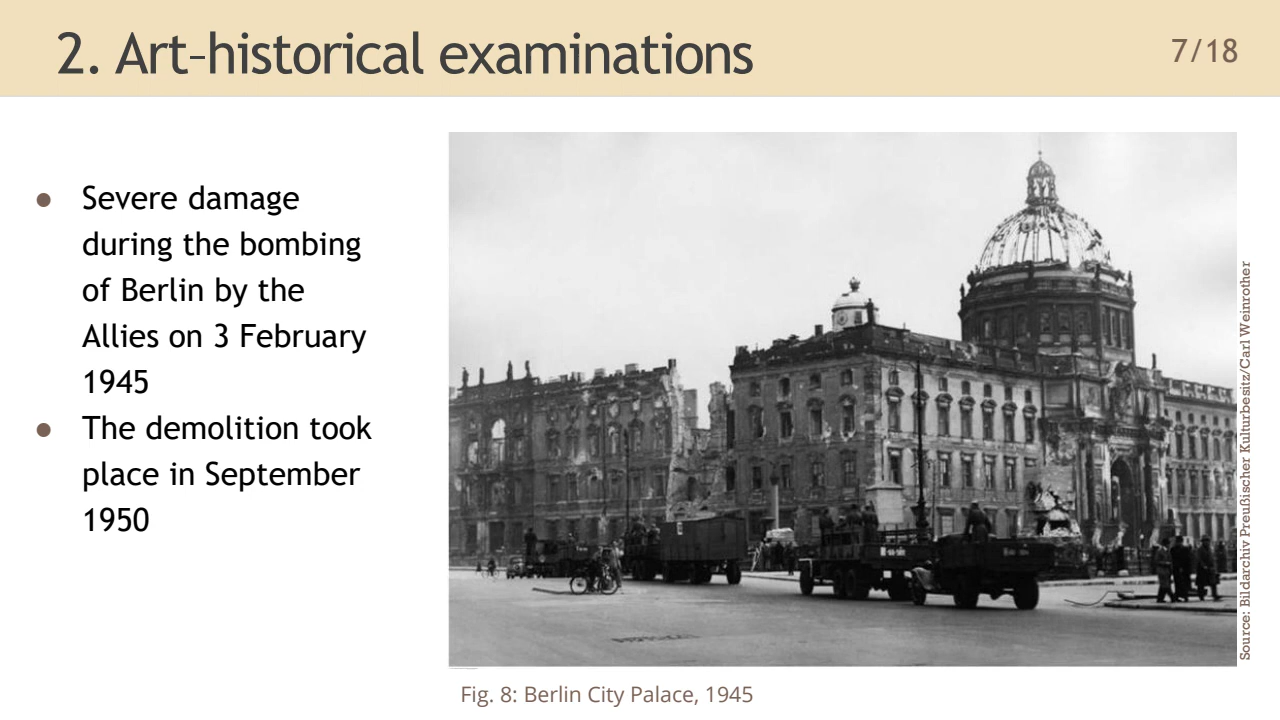 2. Art-historical examinations
7/18
● Severe damage
during the bombing
of Berlin by the
Allies on 3 February
1945
● The demolition took
place in September
1950
Source: Bildarchiv Preußischer Kulturbesitz/Carl Weinrother
Fig. 8: Berlin City Palace, 1945